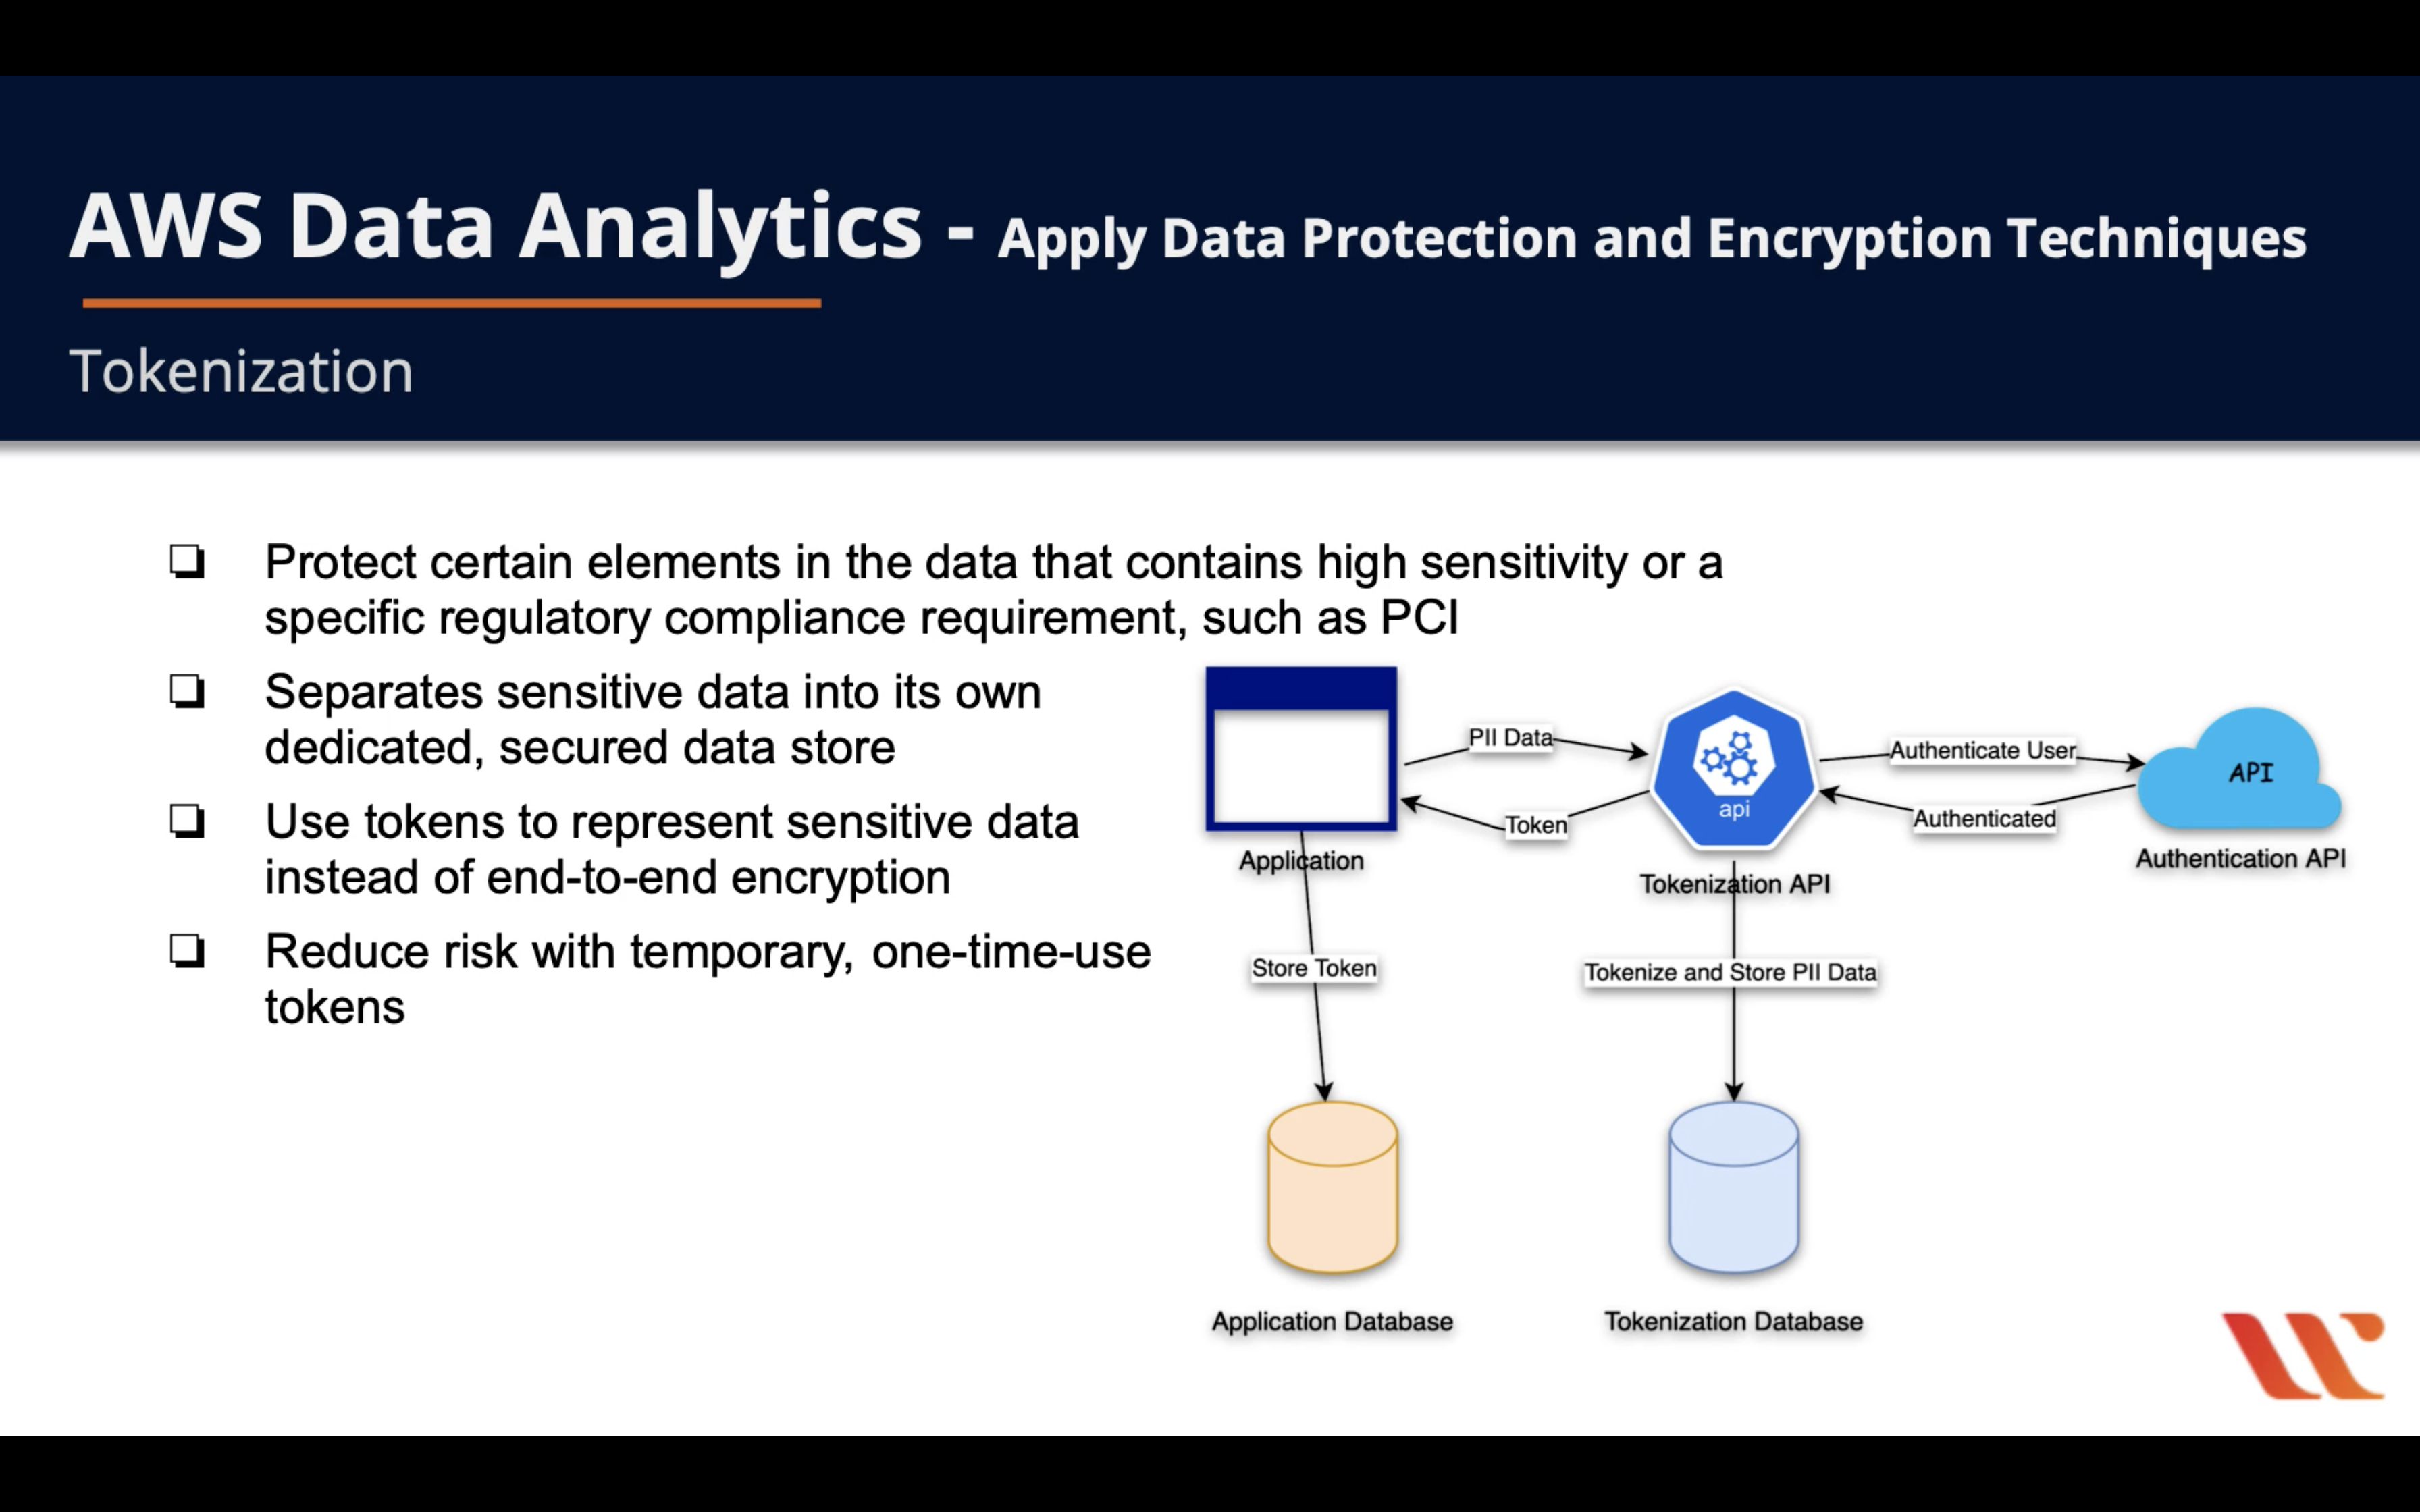 AWS Data Analytics - Apply Data Protection and Encryption Techniques
Tokenization
Protect certain elements in the data that contains high sensitivity or a
specific regulatory compliance requirement, such as PCI
Separates sensitive data into its own
dedicated, secured data store
Use tokens to represent sensitive data
instead of end-to-end encryption
Reduce risk with temporary, one-time-use
tokens
PII Data
Token
Application
api
Tokenization API
Authenticate User
Authenticated
API
Authentication API
Store Token
Tokenize and Store PII Data
Application Database
Tokenization Database